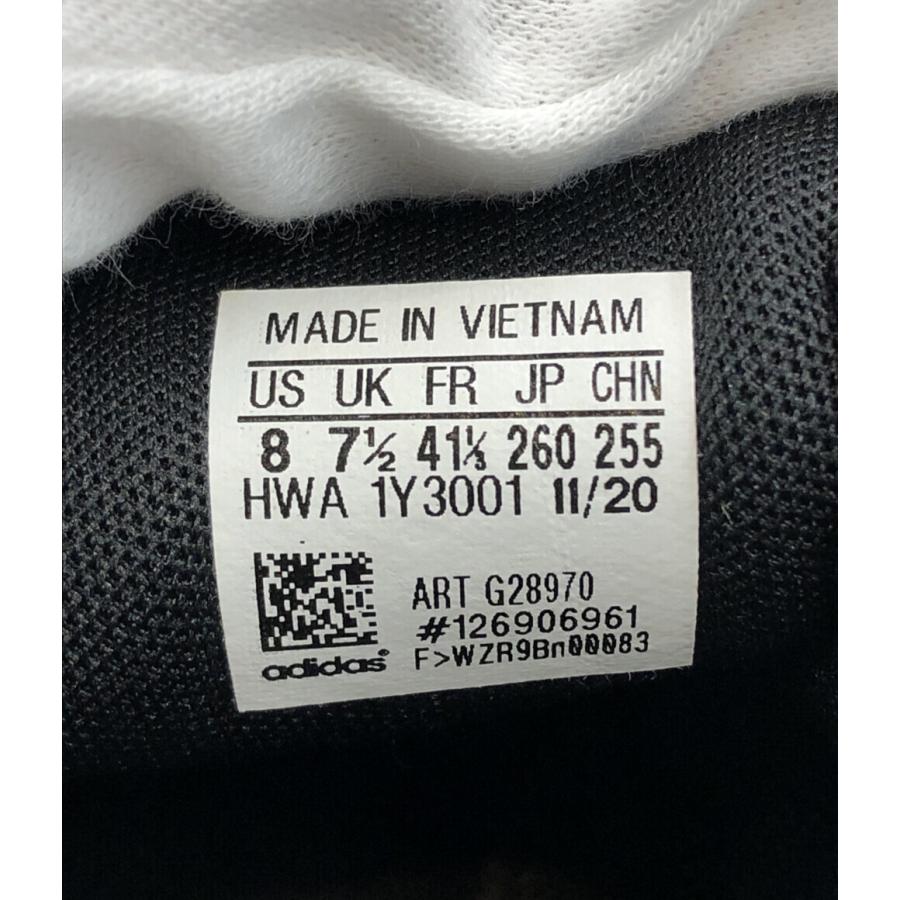 MADE IN VIETNAM
US UK FR JP CHN
8 7½ 41⅓ 260 255
HWA 1Y3001 11/20
ART G28970
#126906961
adidas
F>WZR9Bn00083